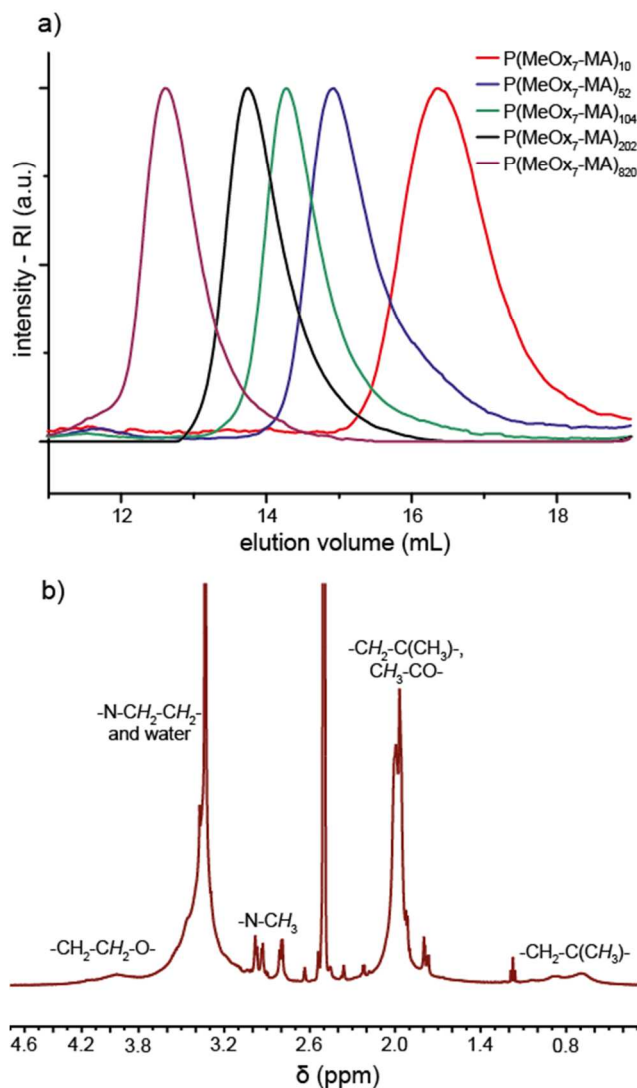 a)
P(MeOx₇-MA)₁₀
P(MeOx₇-MA)₅₂
P(MeOx₇-MA)₁₀₄
P(MeOx₇-MA)₂₀₂
P(MeOx₇-MA)₈₂₀
intensity - RI (a.u.)
12 14 16 18
elution volume (mL)
b)
-CH₂-C(CH₃)-,
CH₃-CO-
-N-CH₂-CH₂-
and water
-N-CH₃
-CH₂-CH₂-O-
-CH₂-C(CH₃)-
4.6 3.8 3.2 2.6 2.0 1.4 0.8
δ (ppm)